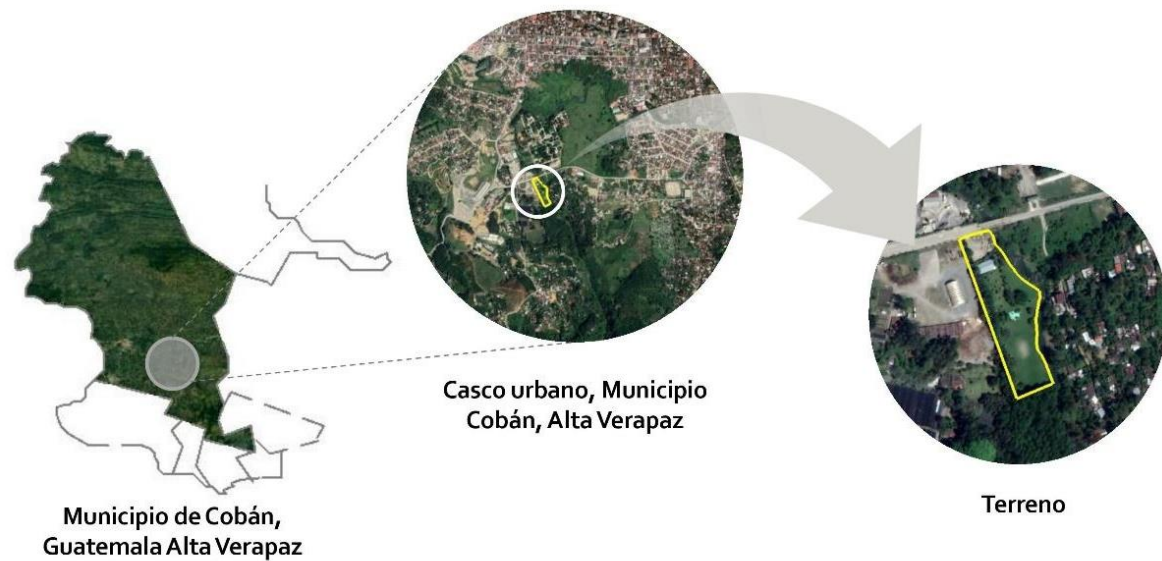 Municipio de Cobán,
Guatemala Alta Verapaz
Casco urbano, Municipio
Cobán, Alta Verapaz
Terreno